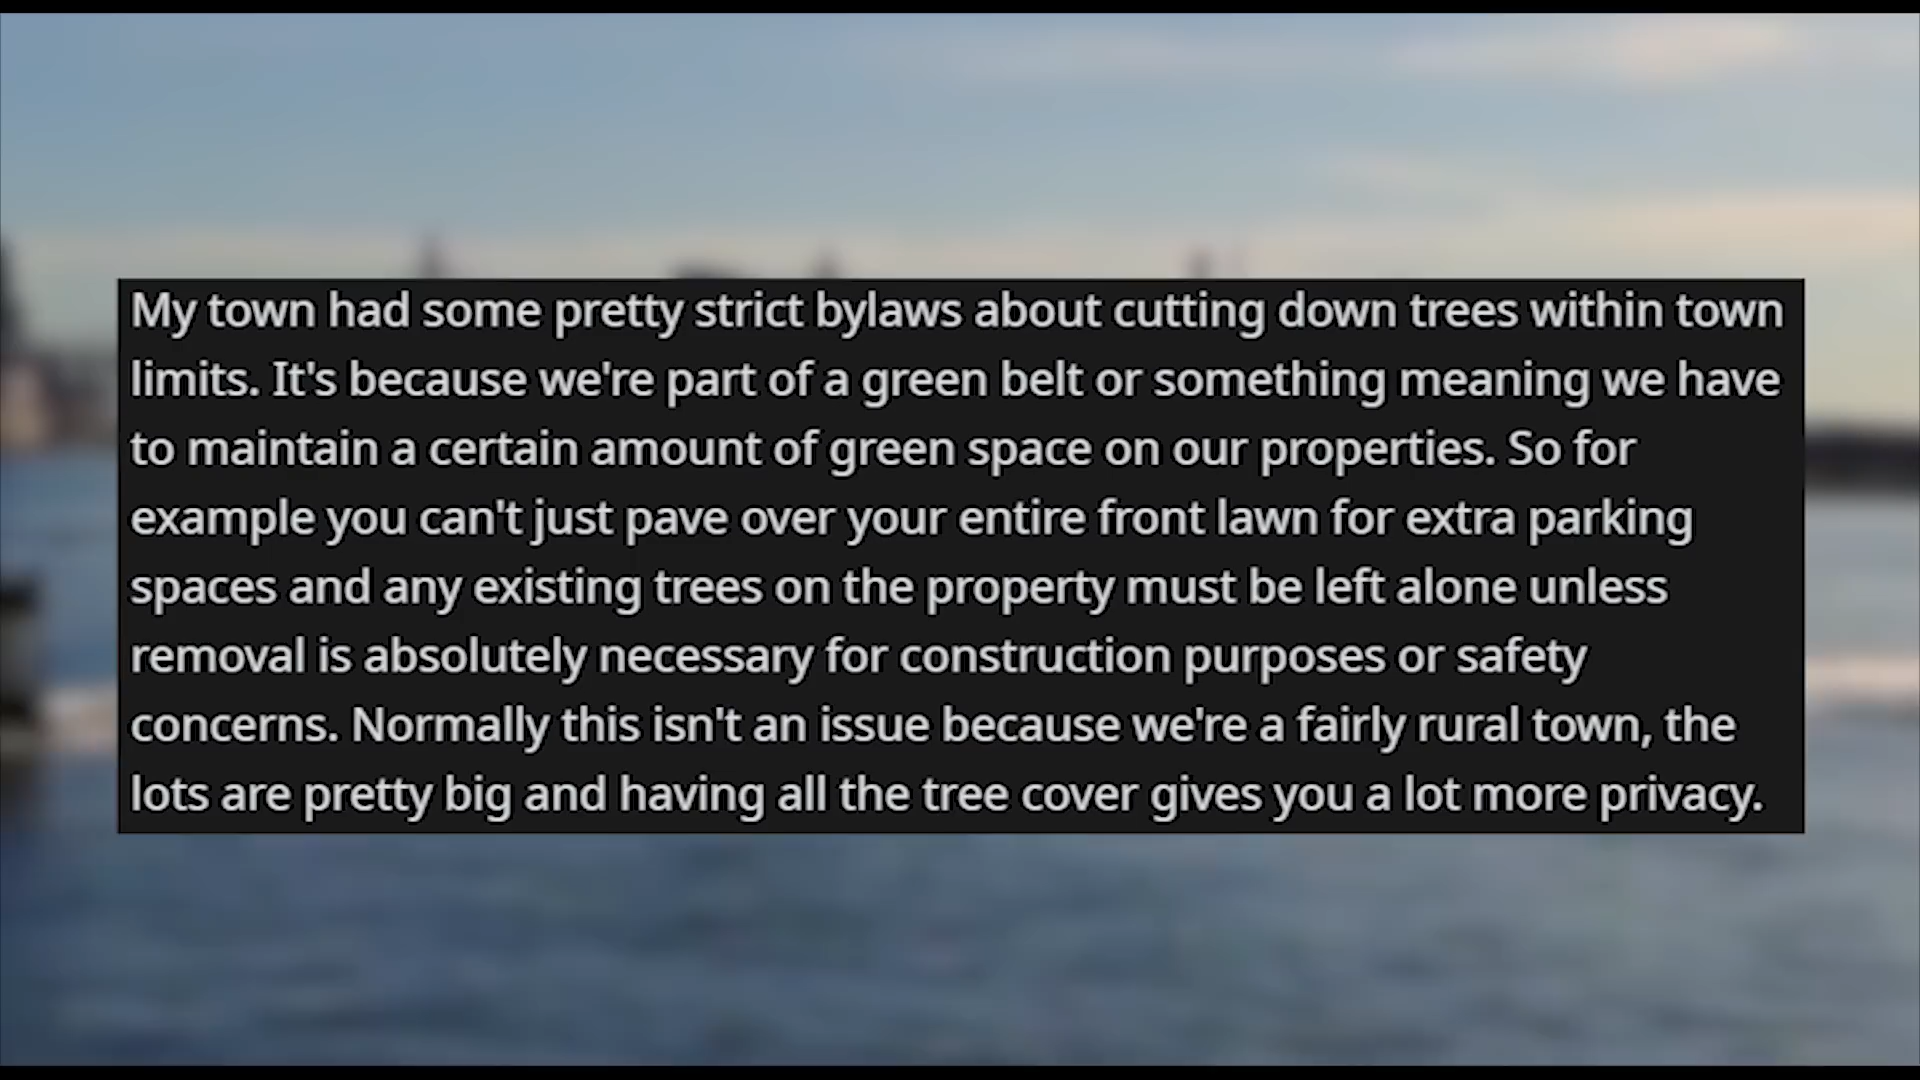 My town had some pretty strict bylaws about cutting down trees within town
limits. It's because we're part of a green belt or something meaning we have
to maintain a certain amount of green space on our properties. So for
example you can't just pave over your entire front lawn for extra parking
spaces and any existing trees on the property must be left alone unless
removal is absolutely necessary for construction purposes or safety
concerns. Normally this isn't an issue because we're a fairly rural town, the
lots are pretty big and having all the tree cover gives you a lot more privacy.